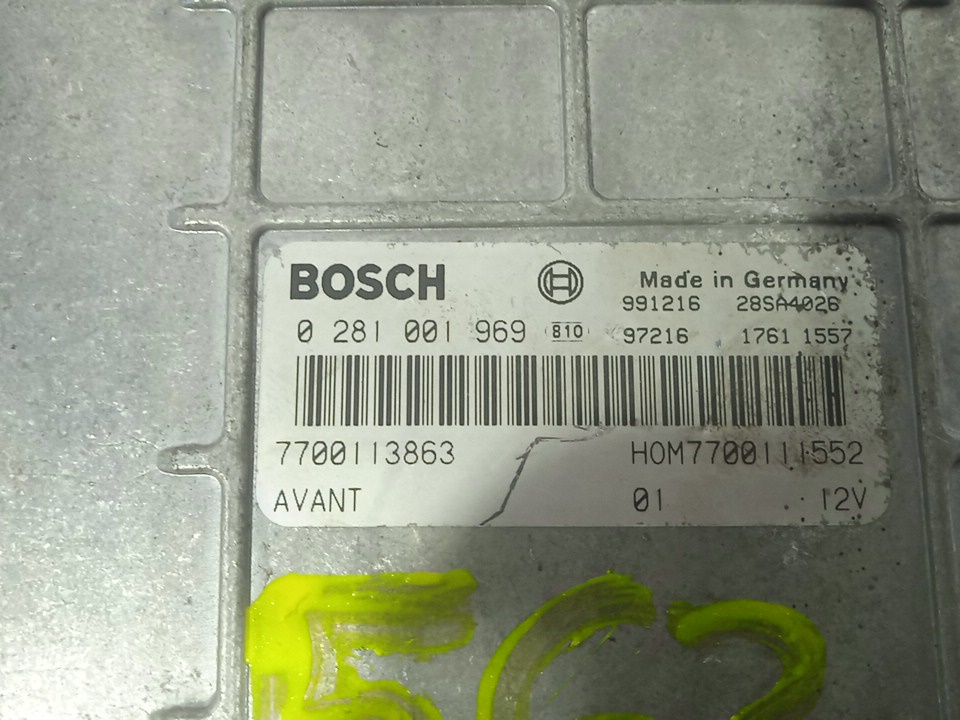 BOSCH
Made in Germany
991216 28SA4026
0 281 001 969 810 97216 1761 1557
7700113863 HOM7700111552
AVANT 01 12V